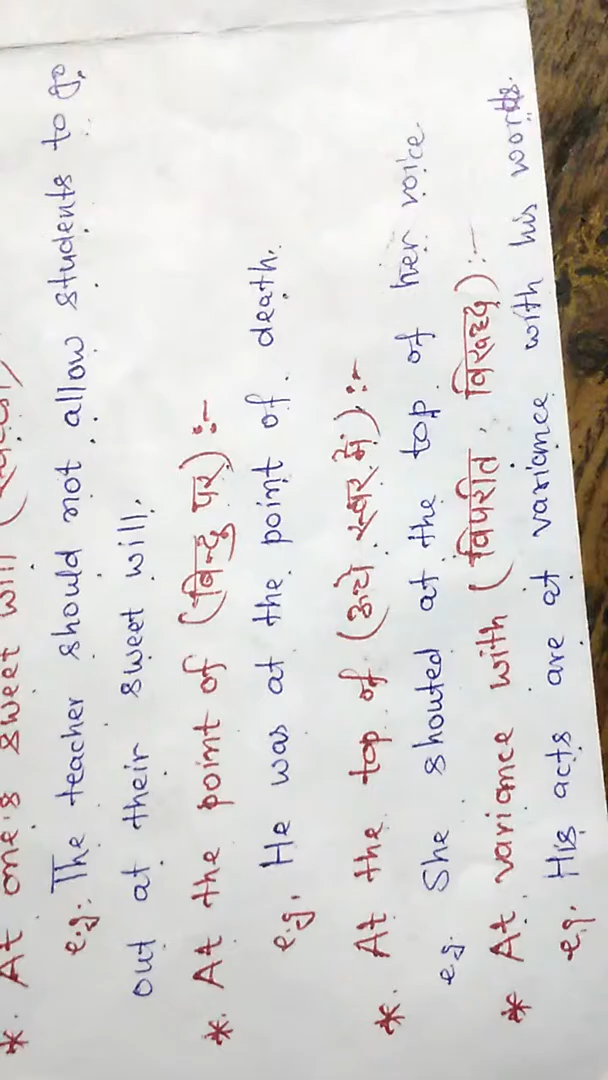 *. At one's sweet will
e.g. The teacher should not allow students to go
out at their sweet will.
*. At the point of (बिन्दु पर) :-
e.g. He was at the point of death.
*. At the top of (ऊंचे स्वर में) :-
e.g. She shouted at the top of her voice.
* At variance with (विपरीत, विरुद्ध) :-
e.g. His acts are at variance with his words.